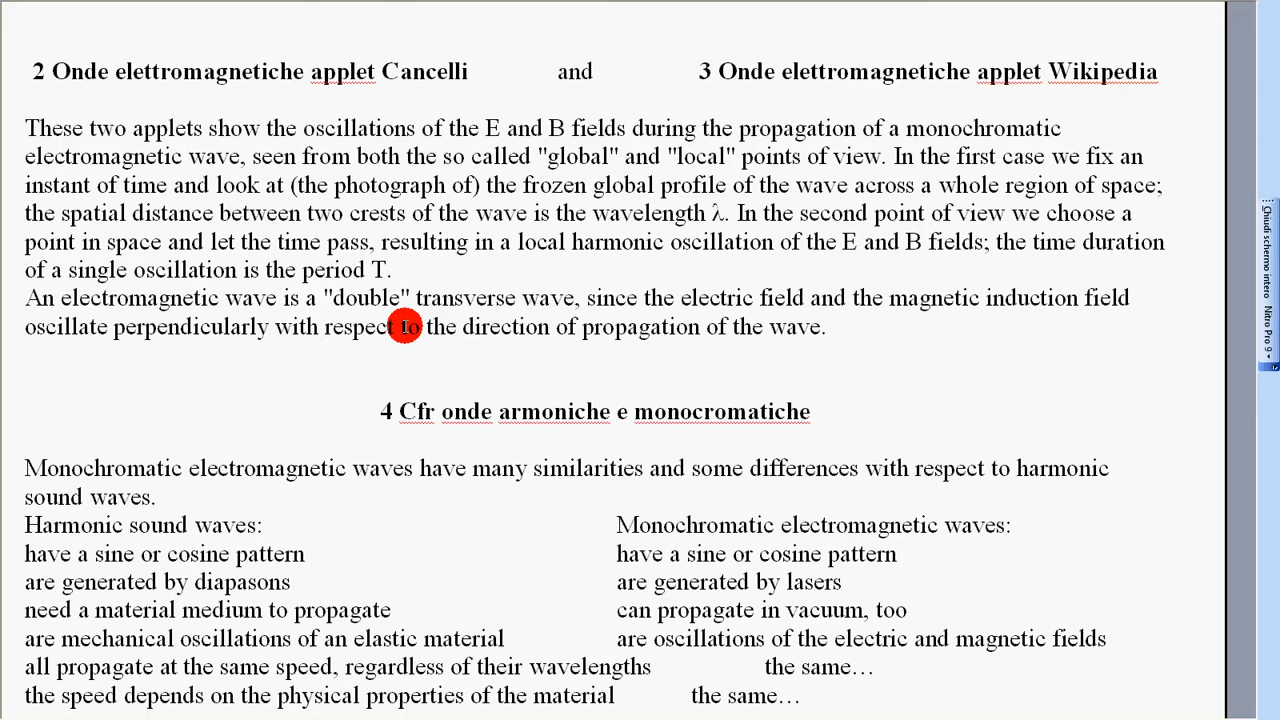 2 Onde elettromagnetiche applet Cancelli and 3 Onde elettromagnetiche applet Wikipedia
These two applets show the oscillations of the E and B fields during the propagation of a monochromatic
electromagnetic wave, seen from both the so called "global" and "local" points of view. In the first case we fix an
instant of time and look at (the photograph of) the frozen global profile of the wave across a whole region of space;
the spatial distance between two crests of the wave is the wavelength λ. In the second point of view we choose a
point in space and let the time pass, resulting in a local harmonic oscillation of the E and B fields; the time duration
of a single oscillation is the period T.
An electromagnetic wave is a "double" transverse wave, since the electric field and the magnetic induction field
oscillate perpendicularly with respect to the direction of propagation of the wave.
4 Cfr onde armoniche e monocromatiche
Monochromatic electromagnetic waves have many similarities and some differences with respect to harmonic
sound waves.
Harmonic sound waves: Monochromatic electromagnetic waves:
have a sine or cosine pattern have a sine or cosine pattern
are generated by diapasons are generated by lasers
need a material medium to propagate can propagate in vacuum, too
are mechanical oscillations of an elastic material are oscillations of the electric and magnetic fields
all propagate at the same speed, regardless of their wavelengths the same…
the speed depends on the physical properties of the material the same…
Chiudi schermo intero - Nitro Pro 9